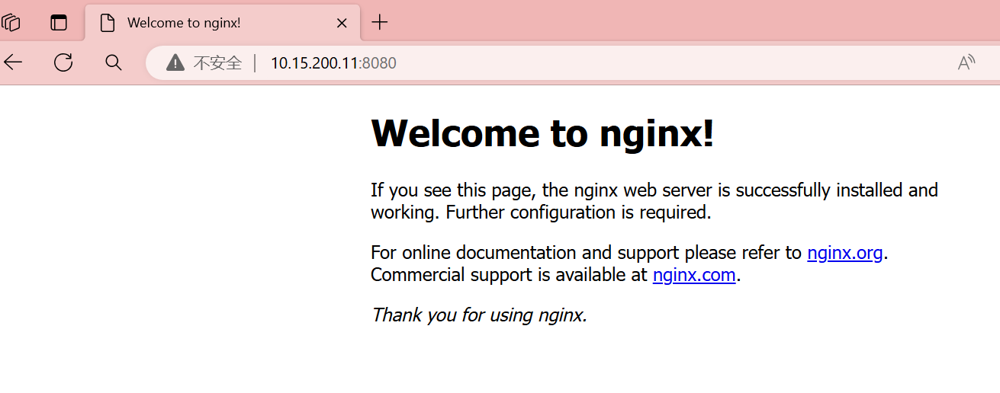 Welcome to nginx!
不安全 | 10.15.200.11:8080
Welcome to nginx!
If you see this page, the nginx web server is successfully installed and
working. Further configuration is required.
For online documentation and support please refer to nginx.org.
Commercial support is available at nginx.com.
Thank you for using nginx.